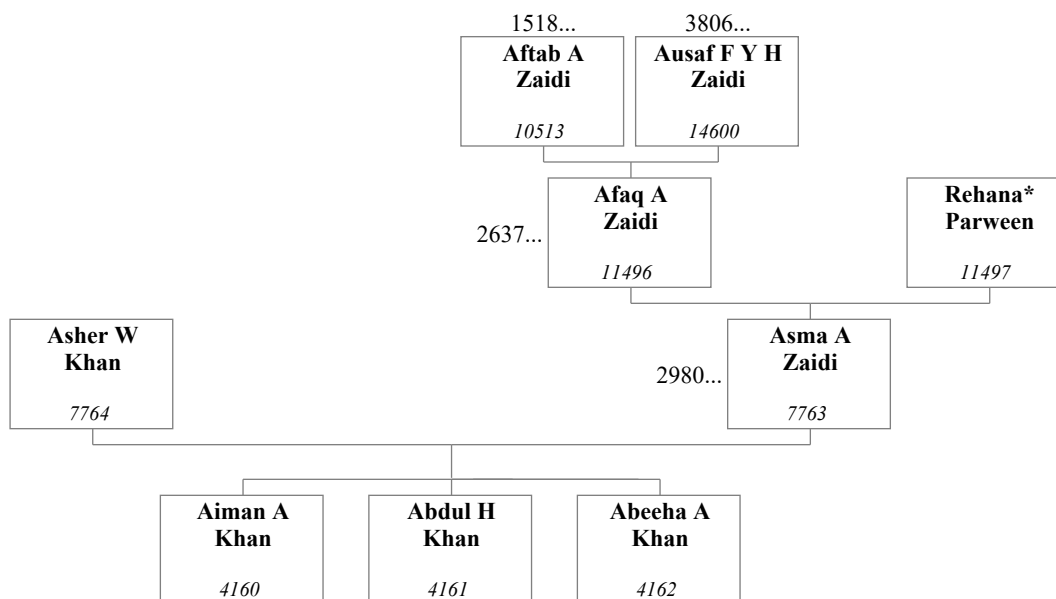 1518...
3806...
Aftab A
Zaidi
10513
Ausaf F Y H
Zaidi
14600
Afaq A
Zaidi
11496
2637...
Rehana*
Parween
11497
Asher W
Khan
7764
Asma A
Zaidi
7763
2980...
Aiman A
Khan
4160
Abdul H
Khan
4161
Abeeha A
Khan
4162